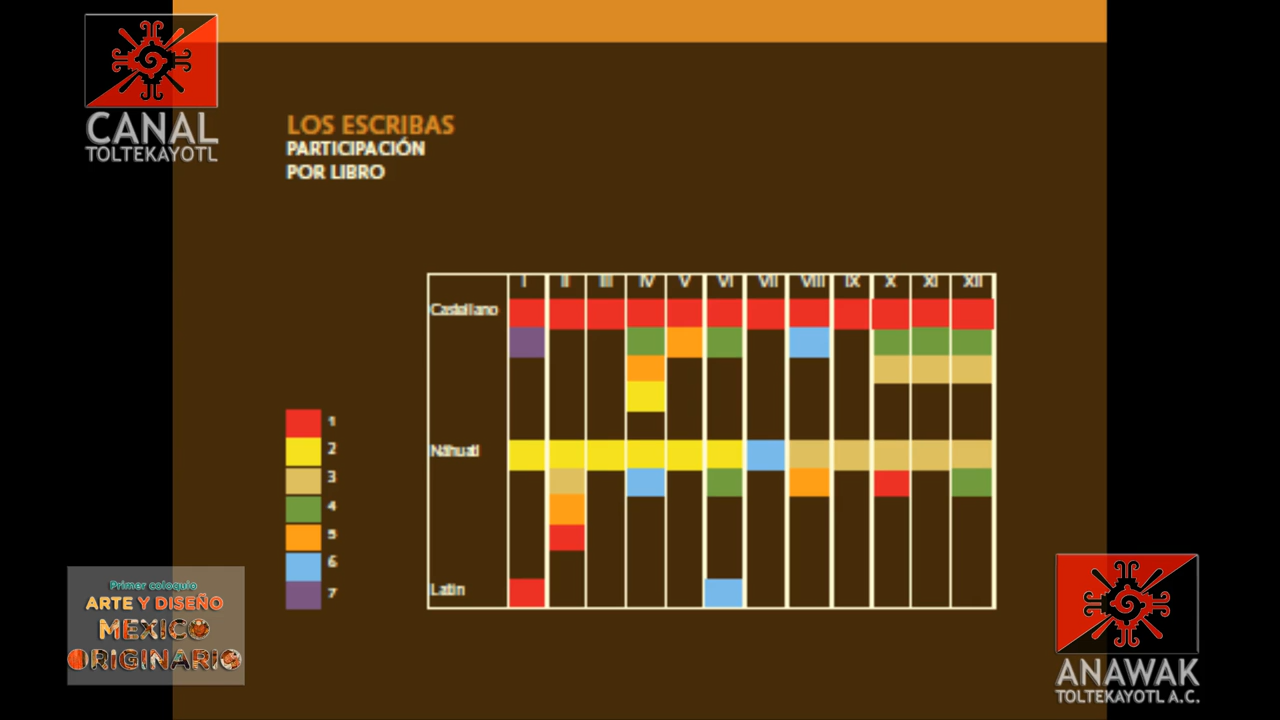 CANAL
TOLTEKAYOTL
LOS ESCRIBAS
PARTICIPACIÓN
POR LIBRO
I II III IV V VI VII VIII IX X XI XII
Castellano
Náhuatl
Latín
1
2
3
4
5
6
7
Primer coloquio
ARTE Y DISEÑO
MEXICO
ORIGINARIO
ANAWAK
TOLTEKAYOTL A.C.